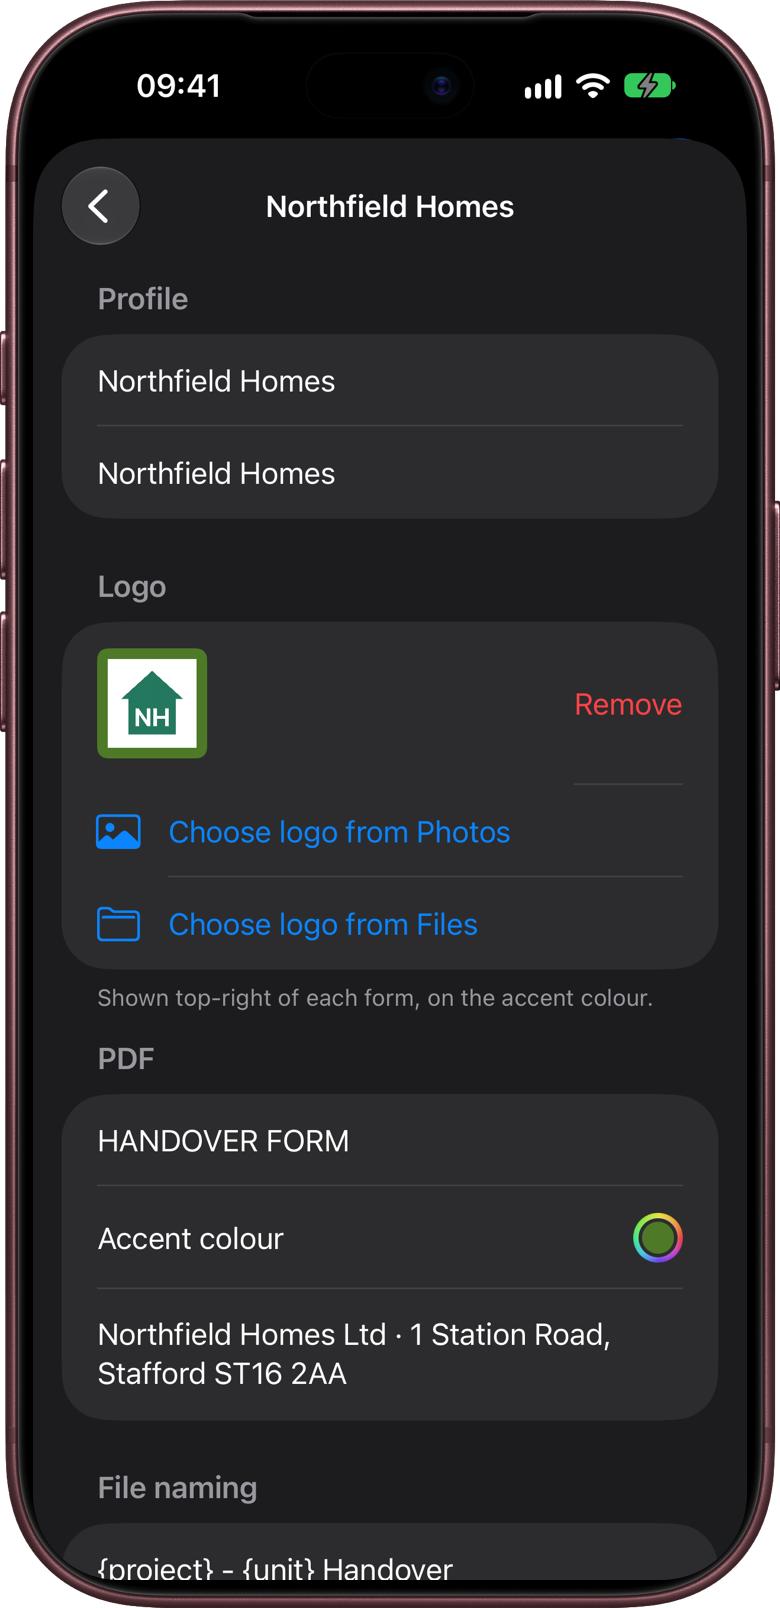 09:41
Northfield Homes
Profile
Northfield Homes
Northfield Homes
Logo
NH
Remove
Choose logo from Photos
Choose logo from Files
Shown top-right of each form, on the accent colour.
PDF
HANDOVER FORM
Accent colour
Northfield Homes Ltd · 1 Station Road,
Stafford ST16 2AA
File naming
{project} - {unit} Handover